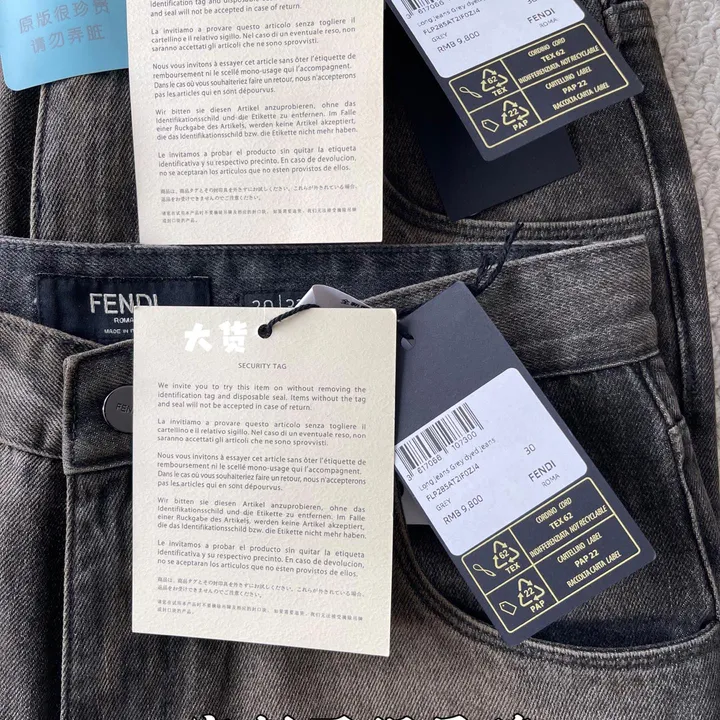 原版很珍贵
请勿弄脏
and seal will not be accepted in case of return.
La invitiamo a provare questo articolo senza togliere il
cartellino e il relativo sigillo. Nel caso di un eventuale reso, non
saranno accettati gli articoli che ne sono sprovvisti.
Nous vous invitons à essayer cet article sans ôter l'étiquette de
remboursement ni le scellé mono-usage qui l'accompagnent.
Dans le cas où vous souhaiteriez faire un retour, nous n'accepterons
pas les articles qui en sont dépourvus.
Wir bitten sie diesen Artikel anzuprobieren, ohne das
Identifikationsschild und die Etikette zu entfernen. Im Falle
einer Rückgabe des Artikels, werden keine Artikel akzeptiert,
die das Identifikationsschild bzw. die Etikette nicht mehr haben.
Le invitamos a probar el producto sin quitar la etiqueta
identificativa y su respectivo precinto. En caso de devolucion,
no se aceptaran los articulos que no esten provistos de ellos.
3 617066 107300
Long jeans Grey dyed jeans
FLP285AT2IF0ZJ4
GREY
RMB 9,800
30
FENDI
ROMA
CORDINO CORD
TEX 62
INDIFFERENZIATA NOT RECYCLABLE
CARTELLINO LABEL
PAP 22
RACCOLTA CARTA LABEL
62
TEX
22
PAP
FENDI
ROMA
MADE IN
大货
SECURITY TAG
We invite you to try this item on without removing the
identification tag and disposable seal. Items without the tag
and seal will not be accepted in case of return.
La invitiamo a provare questo articolo senza togliere il
cartellino e il relativo sigillo. Nel caso di un eventuale reso, non
saranno accettati gli articoli che ne sono sprovvisti.
Nous vous invitons à essayer cet article sans ôter l'étiquette de
remboursement ni le scellé mono-usage qui l'accompagnent.
Dans le cas où vous souhaiteriez faire un retour, nous n'accepterons
pas les articles qui en sont dépourvus.
Wir bitten sie diesen Artikel anzuprobieren, ohne das
Identifikationsschild und die Etikette zu entfernen. Im Falle
einer Rückgabe des Artikels, werden keine Artikel akzeptiert,
die das Identifikationsschild bzw. die Etikette nicht mehr haben.
Le invitamos a probar el producto sin quitar la etiqueta
identificativa y su respectivo precinto. En caso de devolucion,
no se aceptaran los articulos que no esten provistos de ellos.
3 617066 107300
Long jeans Grey dyed jeans
FLP285AT2IF0ZJ4
GREY
RMB 9,800
30
FENDI
ROMA
CORDINO CORD
TEX 62
INDIFFERENZIATA NOT RECYCLABLE
CARTELLINO LABEL
PAP 22
RACCOLTA CARTA LABEL
62
TEX
22
PAP